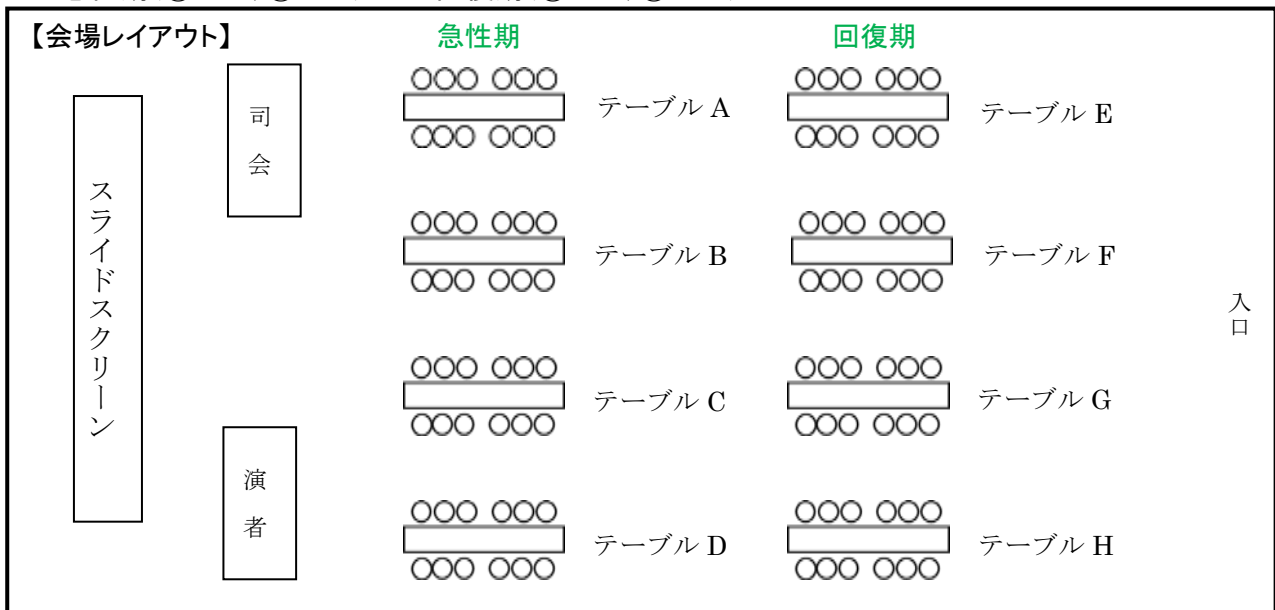 【会場レイアウト】
急性期
回復期
スライドスクリーン
司会
演者
テーブル A
テーブル E
テーブル B
テーブル F
テーブル C
テーブル G
テーブル D
テーブル H
入口